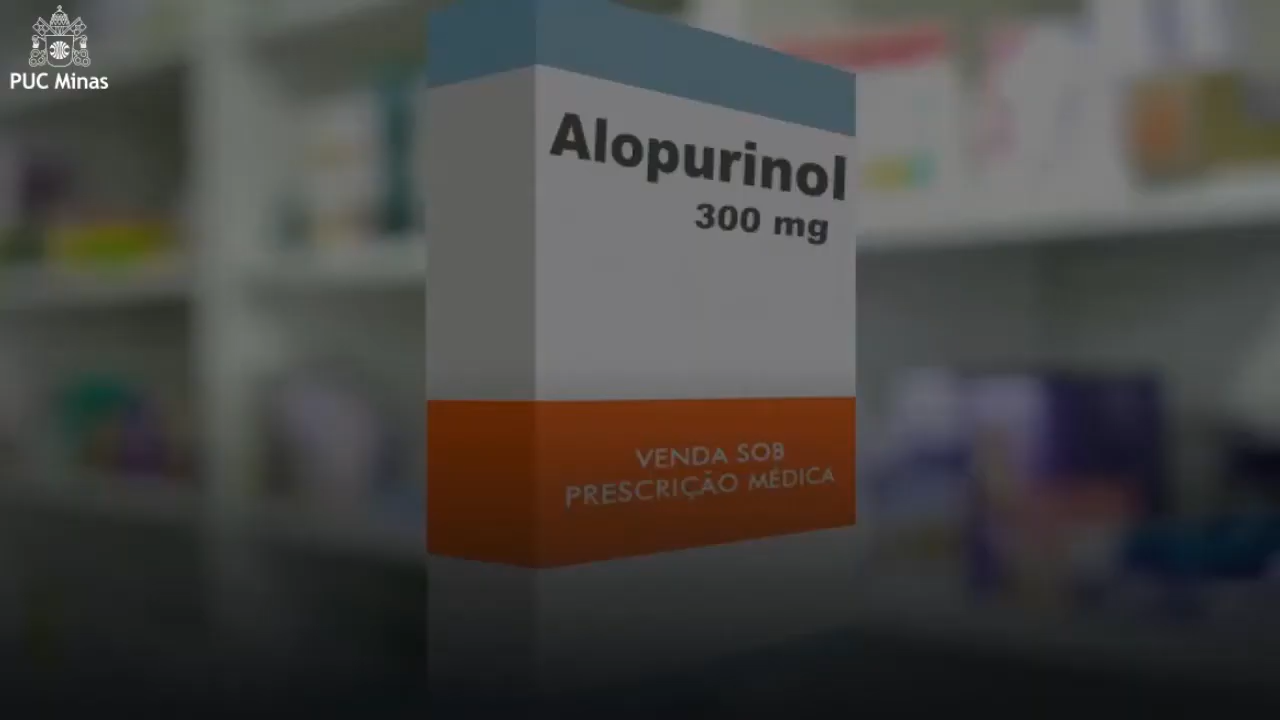 PUC Minas
Alopurinol
300 mg
VENDA SOB
PRESCRIÇÃO MÉDICA